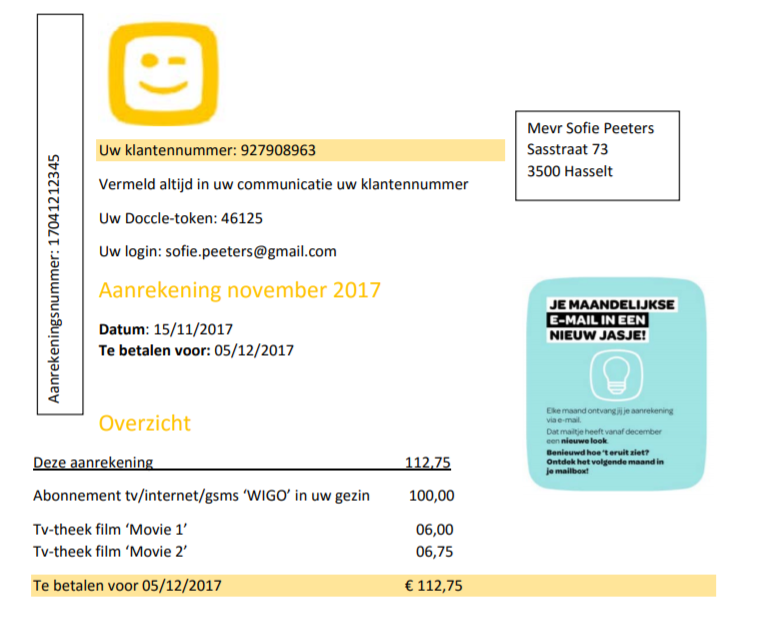 Aanrekeningsnummer: 17041212345
Uw klantennummer: 927908963
Vermeld altijd in uw communicatie uw klantennummer
Uw Doccle-token: 46125
Uw login: sofie.peeters@gmail.com
Mevr Sofie Peeters
Sasstraat 73
3500 Hasselt
Aanrekening november 2017
Datum: 15/11/2017
Te betalen voor: 05/12/2017
JE MAANDELIJKSE
E-MAIL IN EEN
NIEUW JASJE!
Elke maand ontvang jij je aanrekening
via e-mail.
Dat mailtje heeft vanaf december
een nieuwe look.
Benieuwd hoe 't eruit ziet?
Ontdek het volgende maand in
je mailbox!
Overzicht
Deze aanrekening 112,75
Abonnement tv/internet/gsms ‘WIGO’ in uw gezin 100,00
Tv-theek film ‘Movie 1’ 06,00
Tv-theek film ‘Movie 2’ 06,75
Te betalen voor 05/12/2017 € 112,75